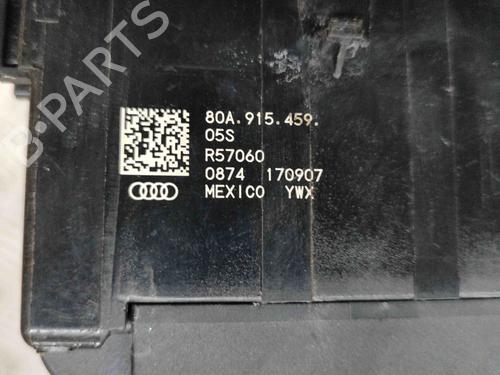 B-PARTS
80A.915.459.
05S
R57060
0874 170907
MEXICO YWX